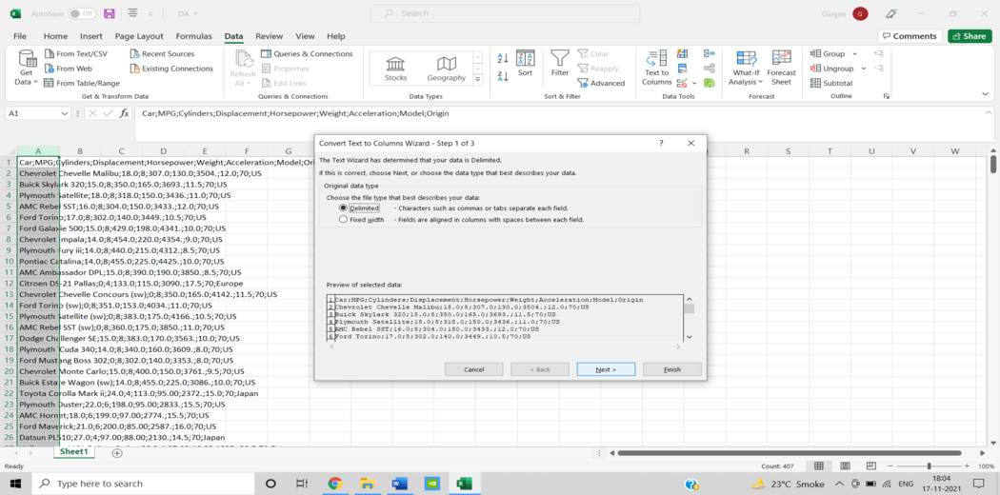 AutoSave Off
DA
Search
Gunjan
File Home Insert Page Layout Formulas Data Review View Help
Comments Share
Get Data
From Text/CSV
From Web
From Table/Range
Recent Sources
Existing Connections
Get & Transform Data
Refresh All
Queries & Connections
Properties
Edit Links
Queries & Connections
Stocks Geography
Data Types
Sort
Filter
Clear
Reapply
Advanced
Sort & Filter
Text to Columns
Data Tools
What-If Analysis
Forecast Sheet
Forecast
Group
Ungroup
Subtotal
Outline
A1 fx Car;MPG;Cylinders;Displacement;Horsepower;Weight;Acceleration;Model;Origin
A B C D E F G R S T U V W
1 Car;MPG;Cylinders;Displacement;Horsepower;Weight;Acceleration;Model;Ori
2 Chevrolet Chevelle Malibu;18.0;8;307.0;130.0;3504.;12.0;70;US
3 Buick Skylark 320;15.0;8;350.0;165.0;3693.;11.5;70;US
4 Plymouth Satellite;18.0;8;318.0;150.0;3436.;11.0;70;US
5 AMC Rebel SST;16.0;8;304.0;150.0;3433.;12.0;70;US
6 Ford Torino;17.0;8;302.0;140.0;3449.;10.5;70;US
7 Ford Galaxie 500;15.0;8;429.0;198.0;4341.;10.0;70;US
8 Chevrolet Impala;14.0;8;454.0;220.0;4354.;9.0;70;US
9 Plymouth Fury iii;14.0;8;440.0;215.0;4312.;8.5;70;US
10 Pontiac Catalina;14.0;8;455.0;225.0;4425.;10.0;70;US
11 AMC Ambassador DPL;15.0;8;390.0;190.0;3850.;8.5;70;US
12 Citroen DS-21 Pallas;0;4;133.0;115.0;3090.;17.5;70;Europe
13 Chevrolet Chevelle Concours (sw);0;8;350.0;165.0;4142.;11.5;70;US
14 Ford Torino (sw);0;8;351.0;153.0;4034.;11.0;70;US
15 Plymouth Satellite (sw);0;8;383.0;175.0;4166.;10.5;70;US
16 AMC Rebel SST (sw);0;8;360.0;175.0;3850.;11.0;70;US
17 Dodge Challenger SE;15.0;8;383.0;170.0;3563.;10.0;70;US
18 Plymouth 'Cuda 340;14.0;8;340.0;160.0;3609.;8.0;70;US
19 Ford Mustang Boss 302;0;8;302.0;140.0;3353.;8.0;70;US
20 Chevrolet Monte Carlo;15.0;8;400.0;150.0;3761.;9.5;70;US
21 Buick Estate Wagon (sw);14.0;8;455.0;225.0;3086.;10.0;70;US
22 Toyota Corolla Mark ii;24.0;4;113.0;95.00;2372.;15.0;70;Japan
23 Plymouth Duster;22.0;6;198.0;95.00;2833.;15.5;70;US
24 AMC Hornet;18.0;6;199.0;97.00;2774.;15.5;70;US
25 Ford Maverick;21.0;6;200.0;85.00;2587.;16.0;70;US
26 Datsun PL510;27.0;4;97.00;88.00;2130.;14.5;70;Japan
Convert Text to Columns Wizard - Step 1 of 3 ?
The Text Wizard has determined that your data is Delimited.
If this is correct, choose Next, or choose the data type that best describes your data.
Original data type
Choose the file type that best describes your data:
Delimited - Characters such as commas or tabs separate each field.
Fixed width - Fields are aligned in columns with spaces between each field.
Preview of selected data:
1 Car;MPG;Cylinders;Displacement;Horsepower;Weight;Acceleration;Model;Origin
2 Chevrolet Chevelle Malibu;18.0;8;307.0;130.0;3504.;12.0;70;US
3 Buick Skylark 320;15.0;8;350.0;165.0;3693.;11.5;70;US
4 Plymouth Satellite;18.0;8;318.0;150.0;3436.;11.0;70;US
5 AMC Rebel SST;16.0;8;304.0;150.0;3433.;12.0;70;US
6 Ford Torino;17.0;8;302.0;140.0;3449.;10.5;70;US
Cancel < Back Next > Finish
Sheet1
Ready Count: 407 100%
Type here to search
23°C Smoke
ENG
18:04
17-11-2021